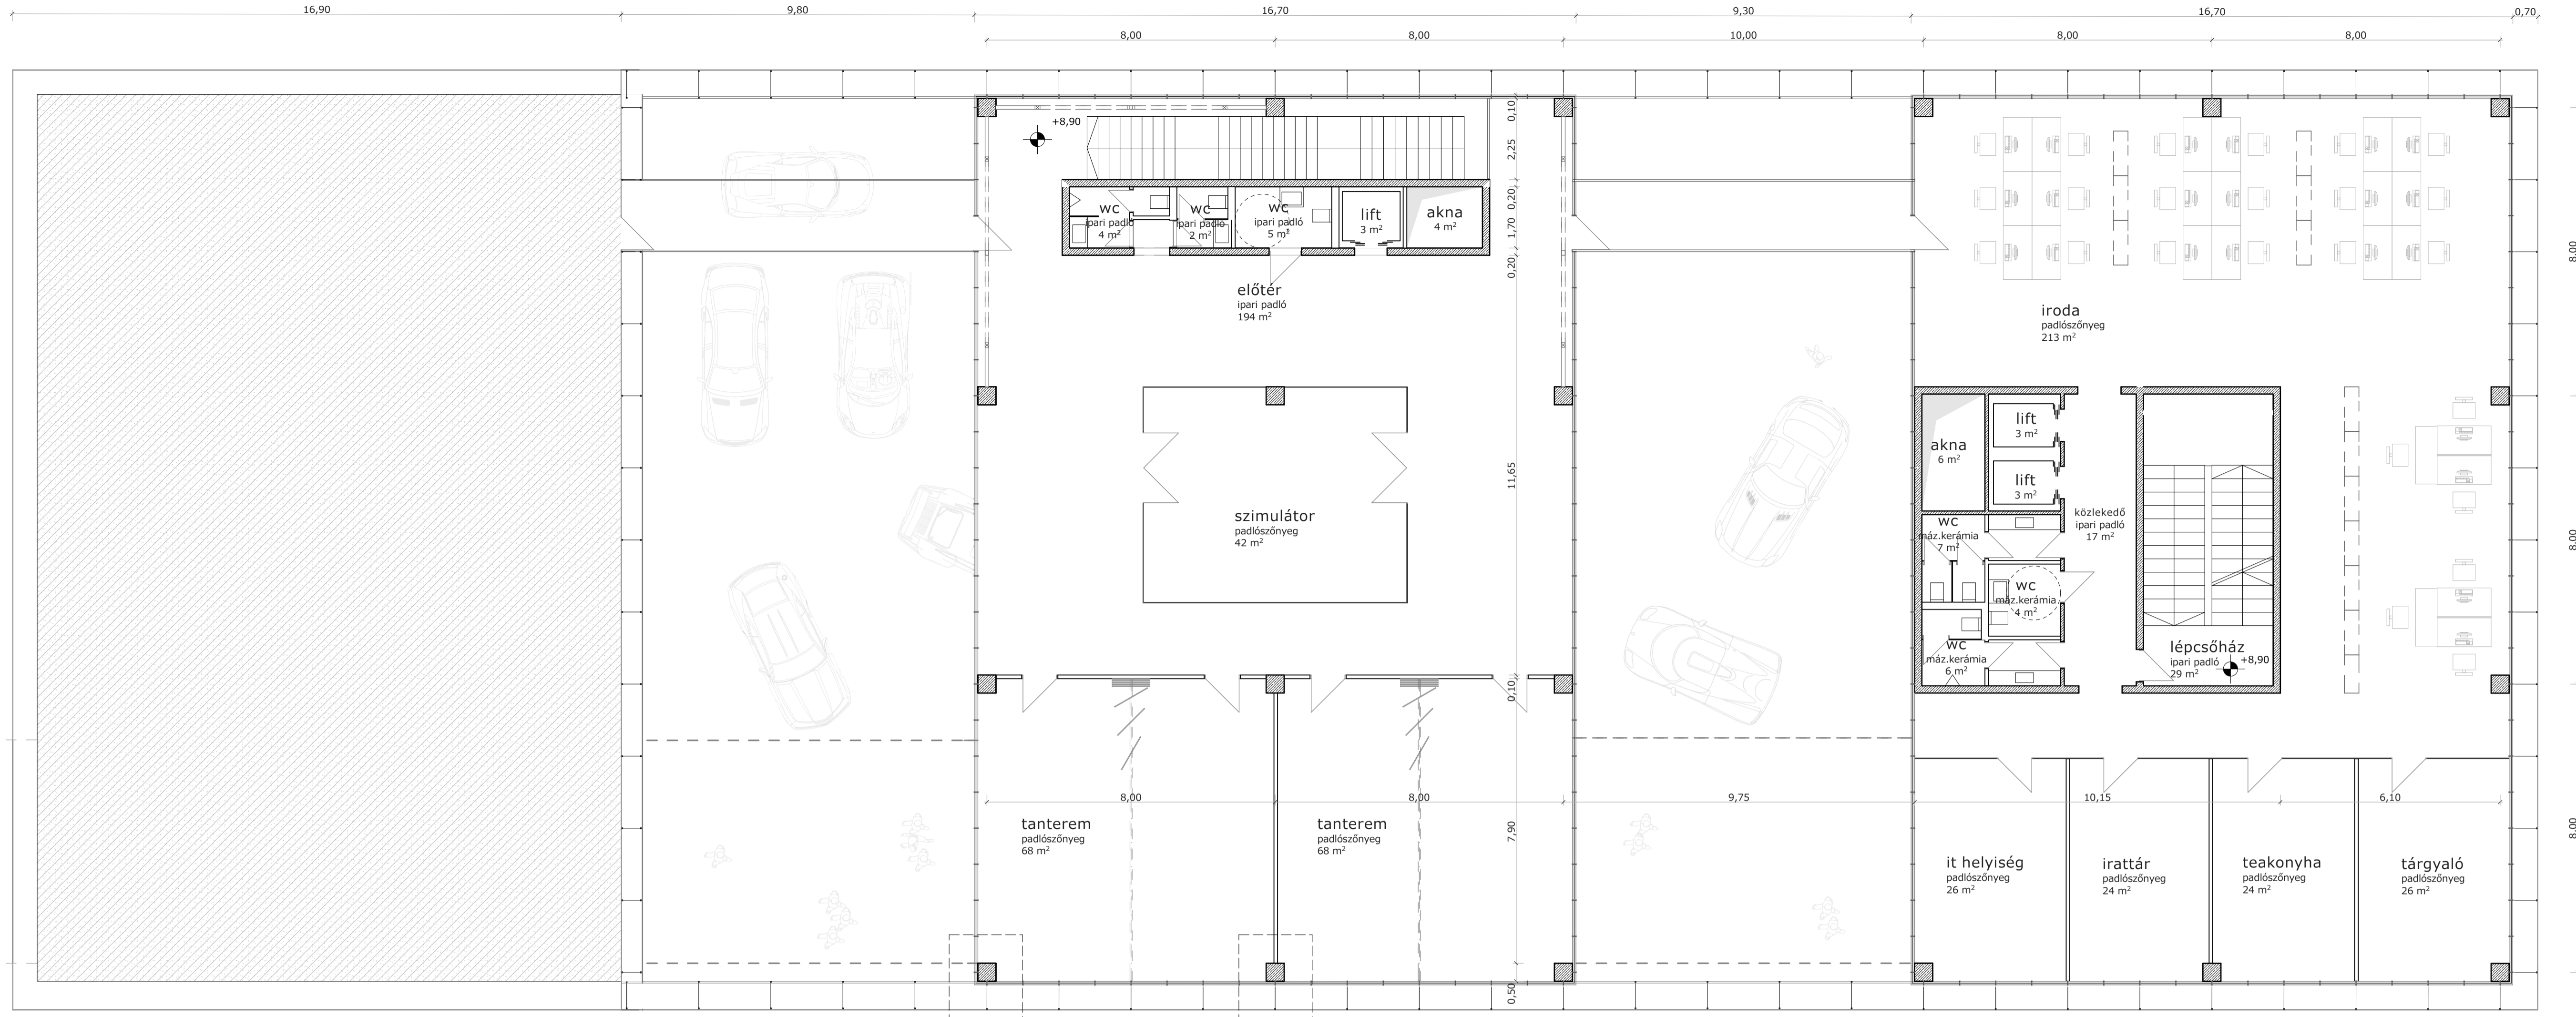 16,90
9,80
16,70
9,30
16,70
0,70
8,00
8,00
10,00
8,00
8,00
+8,90
0,10
2,25
0,20
1,70
0,20
wc
ipari padló
4 m²
wc
ipari padló
2 m²
wc
ipari padló
5 m²
lift
3 m²
akna
4 m²
előtér
ipari padló
194 m²
iroda
padlószőnyeg
213 m²
8,00
lift
3 m²
akna
6 m²
lift
3 m²
11,65
szimulátor
padlószőnyeg
42 m²
közlekedő
ipari padló
17 m²
wc
máz.kerámia
7 m²
8,00
wc
máz.kerámia
4 m²
wc
máz.kerámia
6 m²
lépcsőház
ipari padló
29 m²
+8,90
0,10
8,00
8,00
9,75
10,15
6,10
tanterem
padlószőnyeg
68 m²
tanterem
padlószőnyeg
68 m²
7,90
8,00
it helyiség
padlószőnyeg
26 m²
irattár
padlószőnyeg
24 m²
teakonyha
padlószőnyeg
24 m²
tárgyaló
padlószőnyeg
26 m²
0,50